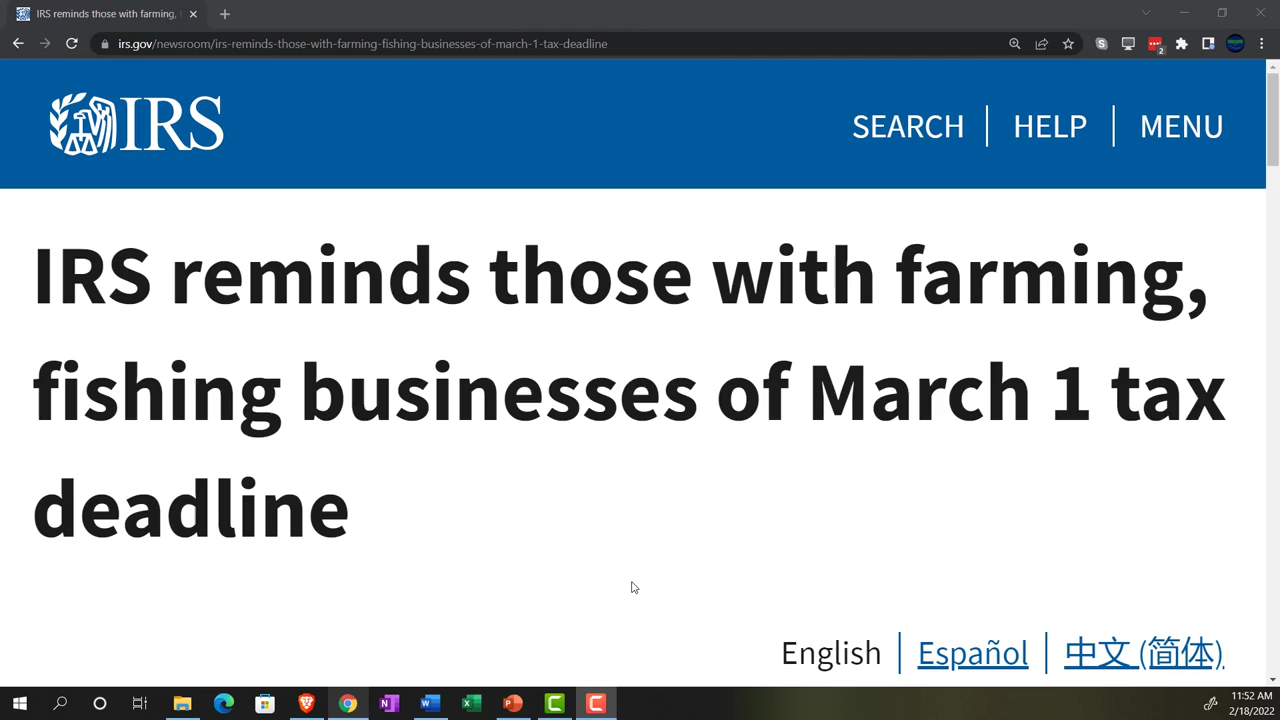 IRS reminds those with farming,
irs.gov/newsroom/irs-reminds-those-with-farming-fishing-businesses-of-march-1-tax-deadline
2
IRS
SEARCH
HELP
MENU
IRS reminds those with farming,
fishing businesses of March 1 tax
deadline
English
Español
中文 (简体)
11:52 AM
2/18/2022